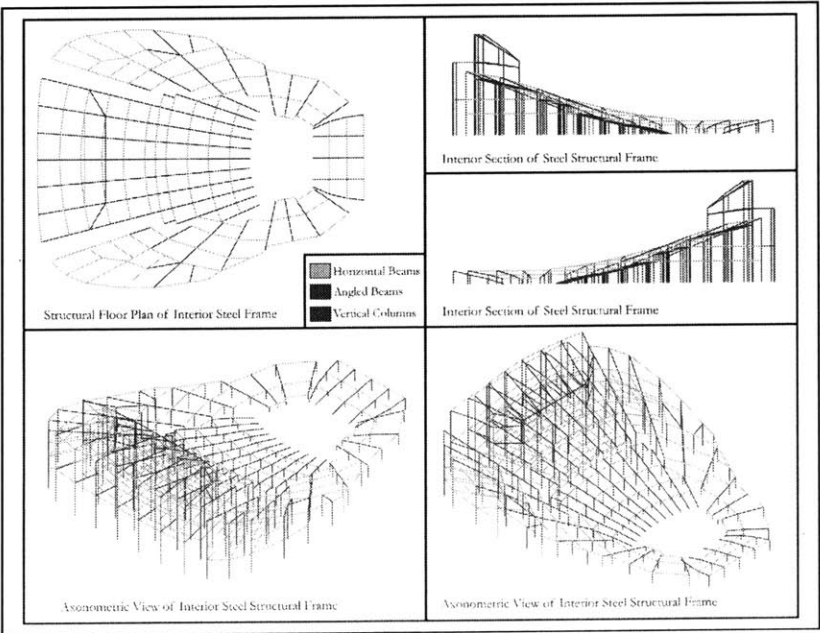 Interior Section of Steel Structural Frame
Horizontal Beams
Angled Beams
Vertical Columns
Structural Floor Plan of Interior Steel Frame
Interior Section of Steel Structural Frame
Axonometric View of Interior Steel Structural Frame
Axonometric View of Interior Steel Structural Frame